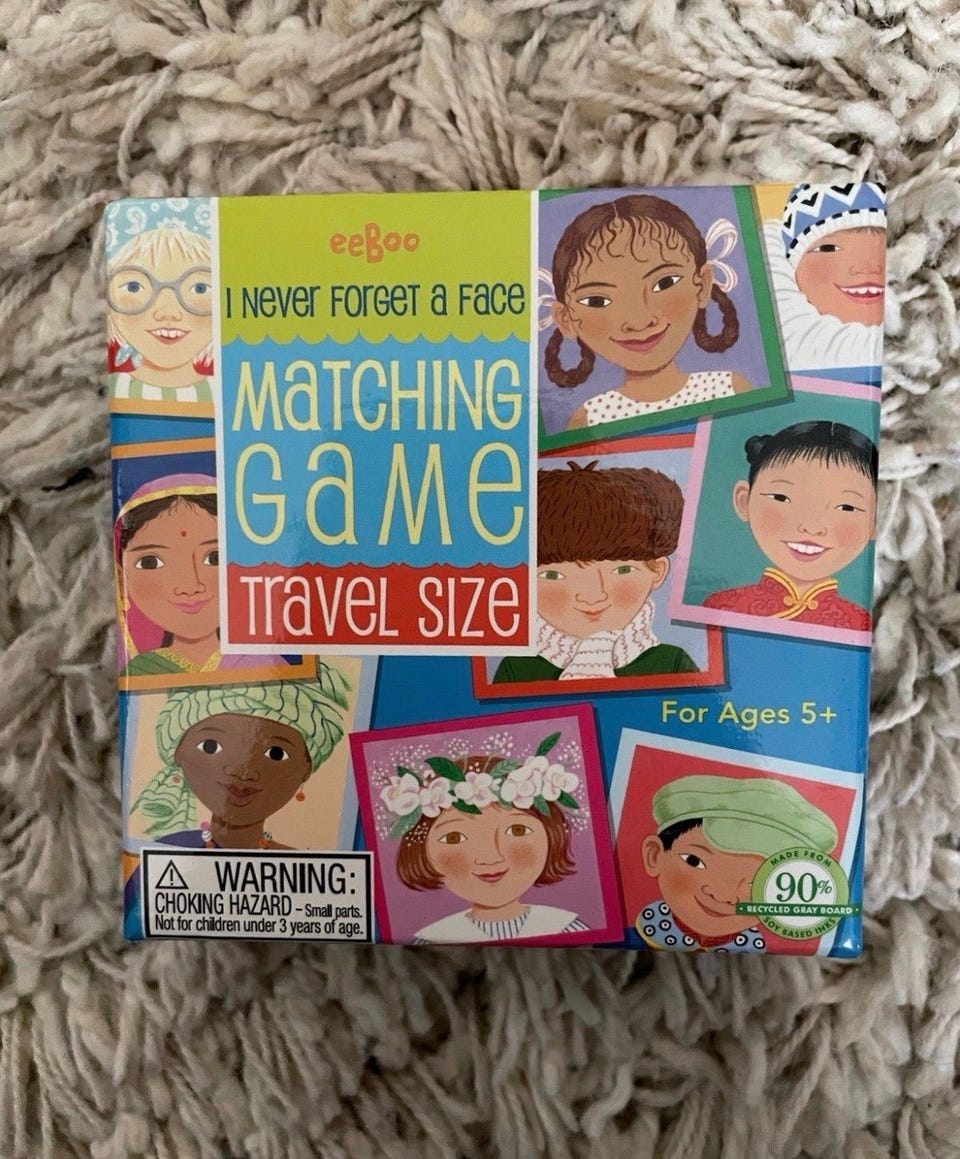 eeBoo
I NEVER FORGET a FACE
MaTCHING
GaME
TRaVEL SIZE
For Ages 5+
WARNING:
CHOKING HAZARD – Small parts.
Not for children under 3 years of age.
MADE FROM
90%
• RECYCLED GRAY BOARD •
SOY BASED INKS